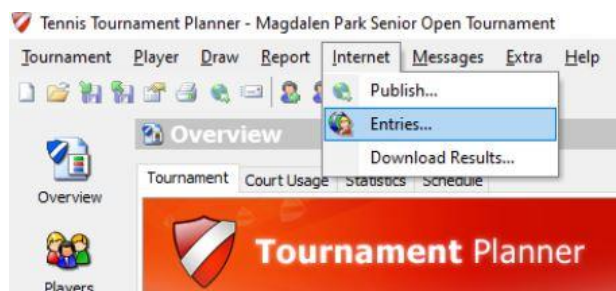 Tennis Tournament Planner - Magdalen Park Senior Open Tournament
Tournament Player Draw Report Internet Messages Extra Help
Publish...
Entries...
Download Results...
Overview
Tournament Court Usage Statistics Schedule
Overview
Tournament Planner
Players